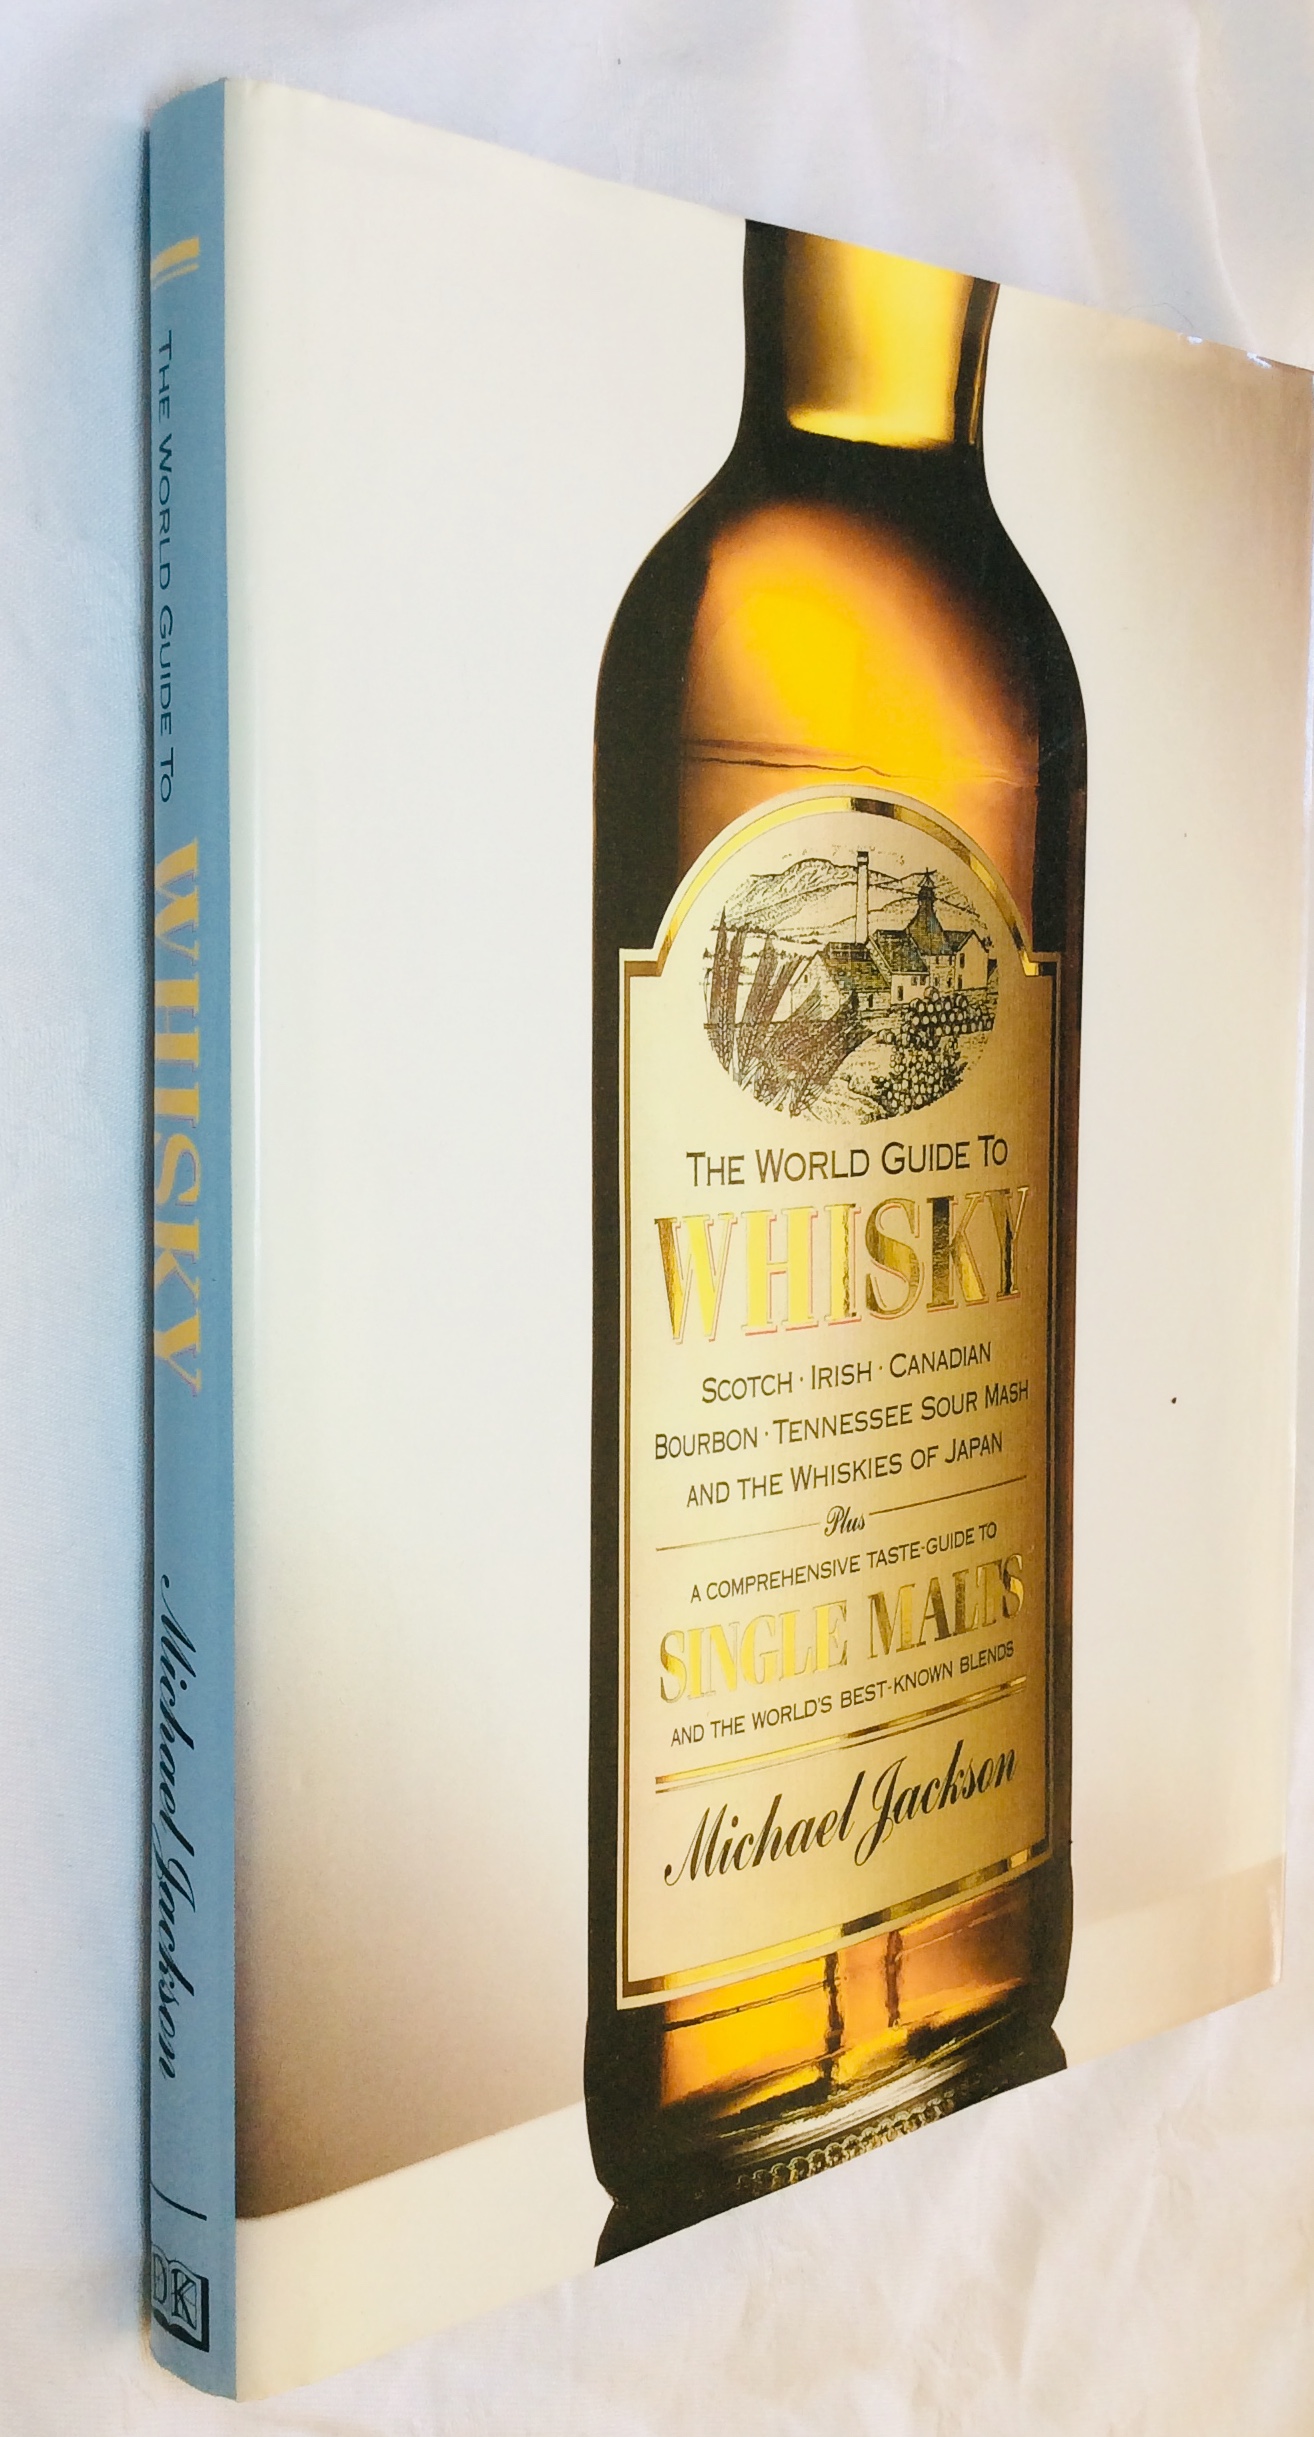 THE WORLD GUIDE TO WHISKY Michael Jackson DK
THE WORLD GUIDE TO
WHISKY
SCOTCH · IRISH · CANADIAN
BOURBON · TENNESSEE SOUR MASH
AND THE WHISKIES OF JAPAN
Plus
A COMPREHENSIVE TASTE-GUIDE TO
SINGLE MALTS
AND THE WORLD'S BEST-KNOWN BLENDS
Michael Jackson